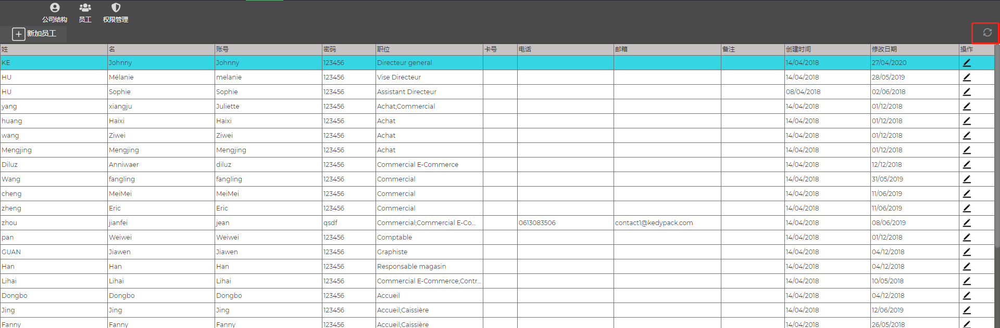 公司结构 员工 权限管理
新加员工
姓 名 账号 密码 职位 卡号 电话 邮箱 备注 创建时间 修改日期 操作
KE Johnny Johnny 123456 Directeur general 14/04/2018 27/04/2020
HU Mélanie melanie 123456 Vise Directeur 14/04/2018 28/05/2019
HU Sophie Sophie 123456 Assistant Directeur 08/04/2018 02/06/2018
yang xiangju Juliette 123456 Achat;Commercial 14/04/2018 01/12/2018
huang Haixi Haixi 123456 Achat 14/04/2018 01/12/2018
wang Ziwei Ziwei 123456 Achat 14/04/2018 01/12/2018
Mengjing Mengjing Mengjing 123456 Achat 14/04/2018 01/12/2018
Diluz Anniwaer diluz 123456 Commercial E-Commerce 14/04/2018 12/12/2018
Wang fangling fangling 123456 Commercial 14/04/2018 31/05/2019
cheng MeiMei MeiMei 123456 Commercial 14/04/2018 11/06/2019
zheng Eric Eric 123456 Commercial 14/04/2018 11/06/2019
zhou jianfei jean qsdf Commercial;Commercial E-Co... 0613083506 contact1@kedypack.com 14/04/2018 08/06/2019
pan Weiwei Weiwei 123456 Comptable 14/04/2018 01/12/2018
GUAN Jiawen Jiawen 123456 Graphiste 14/04/2018 04/12/2018
Han Han Han 123456 Responsable magasin 14/04/2018 04/12/2018
Lihai Lihai Lihai 123456 Commercial E-Commerce;Contr... 14/04/2018 10/05/2018
Dongbo Dongbo Dongbo 123456 Accueil 14/04/2018 04/12/2018
Jing Jing Jing 123456 Accueil;Caissière 14/04/2018 12/06/2019
Fanny Fanny Fanny 123456 Accueil;Caissière 14/04/2018 26/05/2018